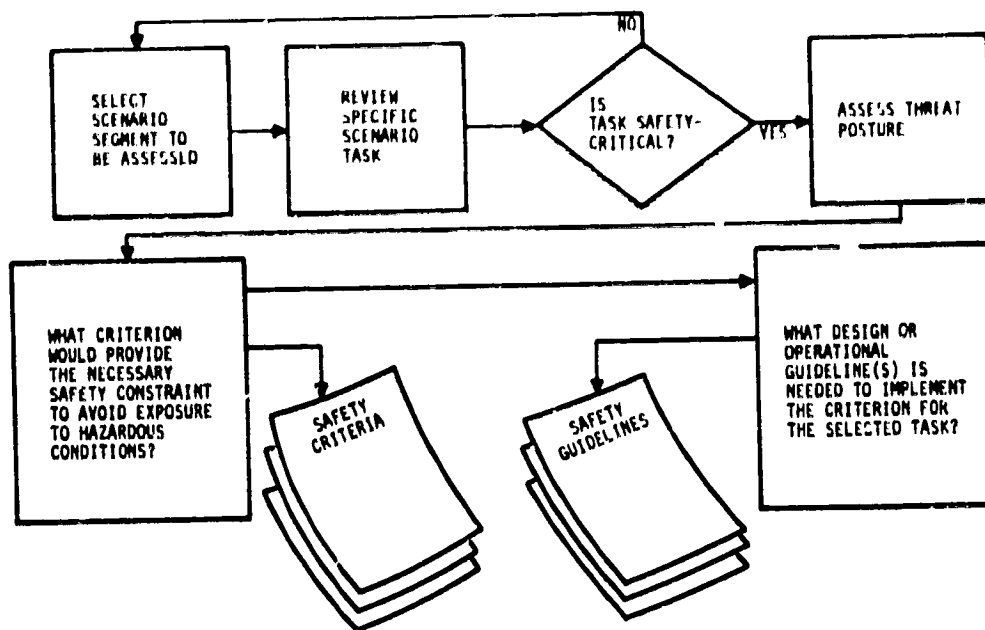 NO
SELECT
SCENARIO
SEGMENT TO
BE ASSESSED
REVIEW
SPECIFIC
SCENARIO
TASK
IS
TASK SAFETY-
CRITICAL?
YES
ASSESS THREAT
POSTURE
WHAT CRITERION
WOULD PROVIDE
THE NECESSARY
SAFETY CONSTRAINT
TO AVOID EXPOSURE
TO HAZARDOUS
CONDITIONS?
SAFETY
CRITERIA
SAFETY
GUIDELINES
WHAT DESIGN OR
OPERATIONAL
GUIDELINE(S) IS
NEEDED TO IMPLEMENT
THE CRITERION FOR
THE SELECTED TASK?